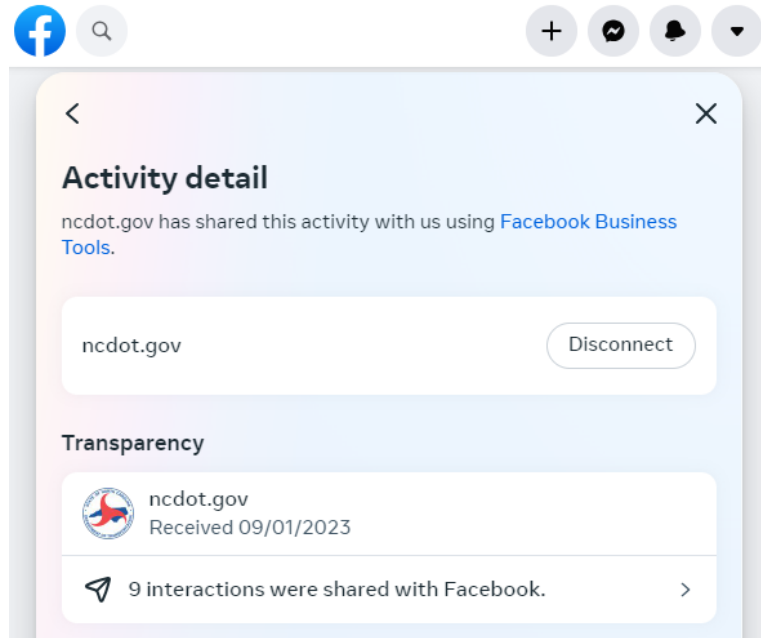 Activity detail
ncdot.gov has shared this activity with us using Facebook Business
Tools.
ncdot.gov
Disconnect
Transparency
ncdot.gov
Received 09/01/2023
9 interactions were shared with Facebook.